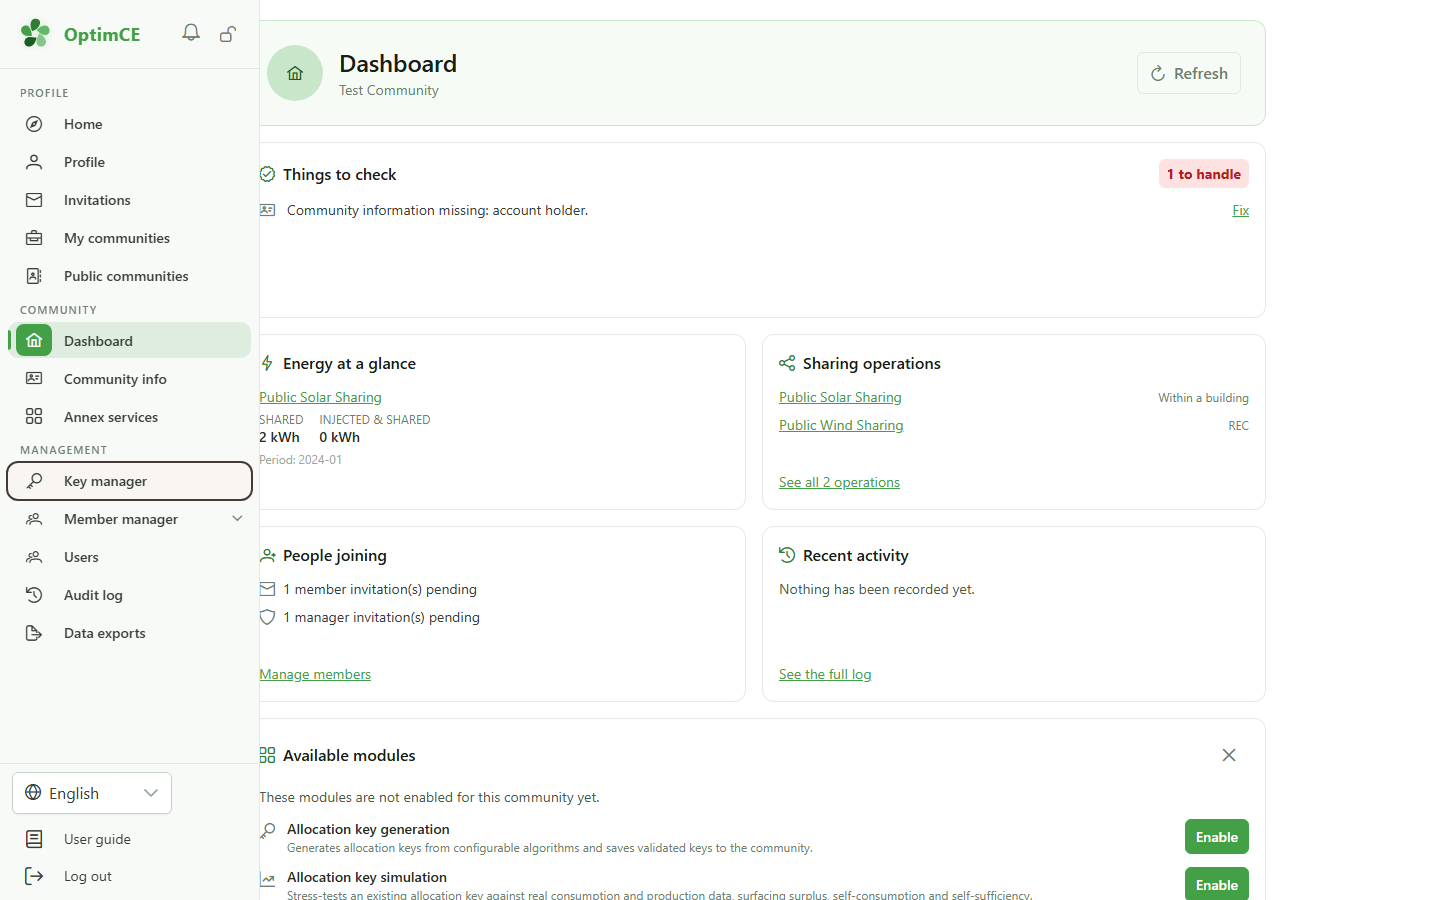 OptimCE
PROFILE
Home
Profile
Invitations
My communities
Public communities
COMMUNITY
Dashboard
Community info
Annex services
MANAGEMENT
Key manager
Member manager
Users
Audit log
Data exports
English
User guide
Log out
Dashboard
Test Community
Refresh
Things to check
1 to handle
Community information missing: account holder.
Fix
Energy at a glance
Public Solar Sharing
SHARED INJECTED & SHARED
2 kWh 0 kWh
Period: 2024-01
Sharing operations
Public Solar Sharing Within a building
Public Wind Sharing REC
See all 2 operations
People joining
1 member invitation(s) pending
1 manager invitation(s) pending
Manage members
Recent activity
Nothing has been recorded yet.
See the full log
Available modules
These modules are not enabled for this community yet.
Allocation key generation
Generates allocation keys from configurable algorithms and saves validated keys to the community.
Enable
Allocation key simulation
Stress-tests an existing allocation key against real consumption and production data, surfacing surplus, self-consumption and self-sufficiency.
Enable